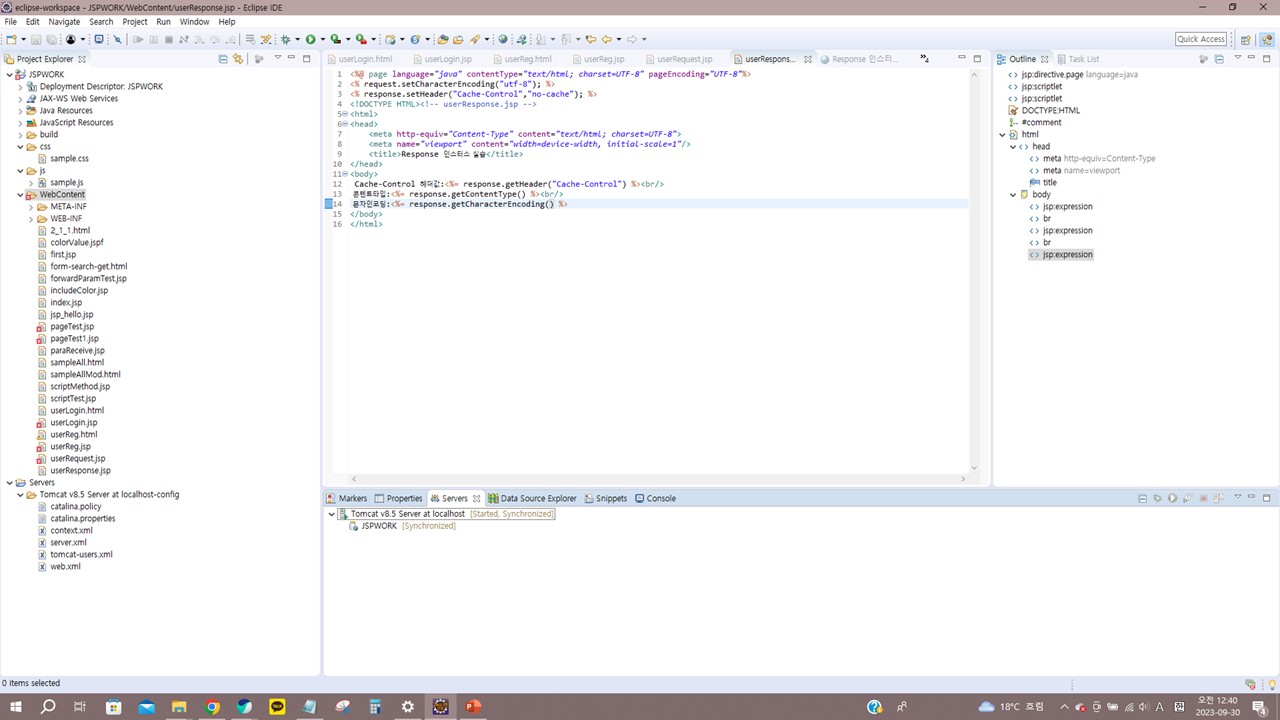 eclipse-workspace - JSPWORK/WebContent/userResponse.jsp - Eclipse IDE
File Edit Navigate Search Project Run Window Help
Quick Access
Project Explorer
JSPWORK
Deployment Descriptor: JSPWORK
JAX-WS Web Services
Java Resources
JavaScript Resources
build
css
sample.css
js
sample.js
WebContent
META-INF
WEB-INF
2_1_1.html
colorValue.jspf
first.jsp
form-search-get.html
forwardParamTest.jsp
includeColor.jsp
index.jsp
jsp_hello.jsp
pageTest.jsp
pageTest1.jsp
paraReceive.jsp
sampleAll.html
sampleAllMod.html
scriptMethod.jsp
scriptTest.jsp
userLogin.html
userLogin.jsp
userReg.html
userReg.jsp
userRequest.jsp
userResponse.jsp
Servers
Tomcat v8.5 Server at localhost-config
catalina.policy
catalina.properties
context.xml
server.xml
tomcat-users.xml
web.xml
userLogin.html userLogin.jsp userReg.html userReg.jsp userRequest.jsp userRespons... Response 인스터...
1 <%@ page language="java" contentType="text/html; charset=UTF-8" pageEncoding="UTF-8"%>
2 <% request.setCharacterEncoding("utf-8"); %>
3 <% response.setHeader("Cache-Control","no-cache"); %>
4 <!DOCTYPE HTML><!-- userResponse.jsp -->
5 <html>
6 <head>
7 <meta http-equiv="Content-Type" content="text/html; charset=UTF-8">
8 <meta name="viewport" content="width=device-width, initial-scale=1"/>
9 <title>Response 인스터스 실습</title>
10 </head>
11 <body>
12 Cache-Control 헤더값:<%= response.getHeader("Cache-Control") %><br/>
13 콘텐트타입:<%= response.getContentType() %><br/>
14 문자인코딩:<%= response.getCharacterEncoding() %>
15 </body>
16 </html>
Outline Task List
jsp:directive.page language=java
jsp:scriptlet
jsp:scriptlet
DOCTYPE:HTML
#comment
html
head
meta http-equiv=Content-Type
meta name=viewport
title
body
jsp:expression
br
jsp:expression
br
jsp:expression
Markers Properties Servers Data Source Explorer Snippets Console
Tomcat v8.5 Server at localhost [Started, Synchronized]
JSPWORK [Synchronized]
0 items selected
18°C 흐림
A
오전 12:40
2023-09-30
4